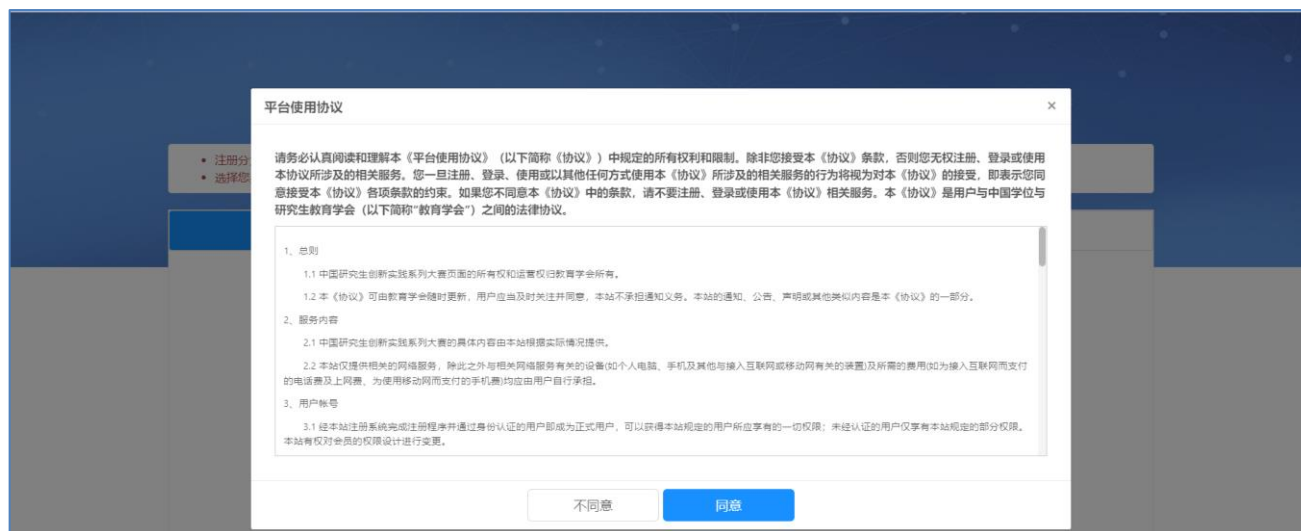 平台使用协议
×
请务必认真阅读和理解本《平台使用协议》（以下简称《协议》）中规定的所有权利和限制。除非您接受本《协议》条款，否则您无权注册、登录或使用
本协议所涉及的相关服务。您一旦注册、登录、使用或以其他任何方式使用本《协议》所涉及的相关服务的行为将视为对本《协议》的接受，即表示您同
意接受本《协议》各项条款的约束。如果您不同意本《协议》中的条款，请不要注册、登录或使用本《协议》相关服务。本《协议》是用户与中国学位与
研究生教育学会（以下简称“教育学会”）之间的法律协议。
• 注册分
• 选择您
1、总则
1.1 中国研究生创新实践系列大赛页面的所有权和运营权归教育学会所有。
1.2 本《协议》可由教育学会随时更新，用户应当及时关注并同意，本站不承担通知义务。本站的通知、公告、声明或其他类似内容是本《协议》的一部分。
2、服务内容
2.1 中国研究生创新实践系列大赛的具体内容由本站根据实际情况提供。
2.2 本站仅提供相关的网络服务，除此之外与相关网络服务有关的设备(如个人电脑、手机及其他与接入互联网或移动网有关的装置)及所需的费用(如为接入互联网而支付
的电话费及上网费、为使用移动网而支付的手机费)均应由用户自行承担。
3、用户帐号
3.1 经本站注册系统完成注册程序并通过身份认证的用户即成为正式用户，可以获得本站规定的用户所应享有的一切权限；未经认证的用户仅享有本站规定的部分权限。
本站有权对会员的权限设计进行变更。
不同意
同意